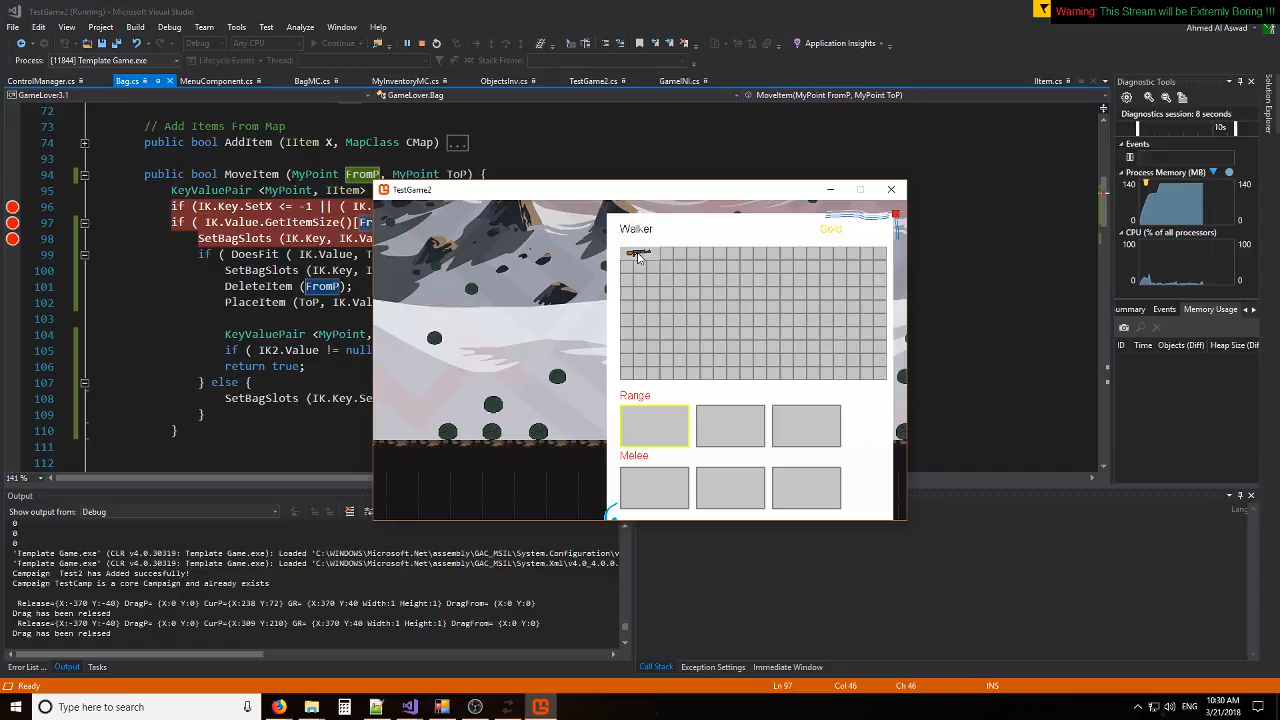 TestGame2 (Running) - Microsoft Visual Studio
Warning: This Stream will be Extremly Boring !!!
File Edit View Project Build Debug Team Tools Test Analyze Window Help
Ahmed Al Aswad
Debug Any CPU Continue Application Insights
Process: [11844] Template Game.exe Lifecycle Events Thread: Stack Frame:
ControlManager.cs Bag.cs MenuComponent.cs BagMC.cs MyInventoryMC.cs ObjectsInv.cs TestGame2.cs GameINI.cs IItem.cs
GameLover3.1 GameLover.Bag MoveItem(MyPoint FromP, MyPoint ToP)
72
73 // Add Items From Map
74 public bool AddItem (IItem X, MapClass CMap) ...
93
94 public bool MoveItem (MyPoint FromP, MyPoint ToP) {
95 KeyValuePair <MyPoint, IItem>
96 if (IK.Key.SetX <= -1 || ( IK.
97 if ( IK.Value.GetItemSize()[Fr
98 SetBagSlots (IK.Key, IK.Va
99 if ( DoesFit ( IK.Value, T
100 SetBagSlots (IK.Key, I
101 DeleteItem (FromP);
102 PlaceItem (ToP, IK.Val
103
104 KeyValuePair <MyPoint,
105 if ( IK2.Value != null
106 return true;
107 } else {
108 SetBagSlots (IK.Key.Se
109 }
110 }
111
112
141 %
TestGame2
Walker
Gold
Range
Melee
Diagnostic Tools
Diagnostics session: 8 seconds
10s
Events
Process Memory (MB)
140 140
0 0
CPU (% of all processors)
100 100
0 0
ummary Events Memory Usage
ID Time Objects (Diff) Heap Size (Dif
Solution Explorer
Output
Show output from: Debug
0
0
'Template Game.exe' (CLR v4.0.30319: Template Game.exe): Loaded 'C:\WINDOWS\Microsoft.Net\assembly\GAC_MSIL\System.Configuration\v
'Template Game.exe' (CLR v4.0.30319: Template Game.exe): Loaded 'C:\WINDOWS\Microsoft.Net\assembly\GAC_MSIL\System.Xml\v4.0_4.0.0.
Campaign Test2 has Added succesfully!
Campaign TestCamp is a core Campaign and already exists
Release={X:-370 Y:-40} DragP= {X:0 Y:0} CurP={X:238 Y:72} GR= {X:370 Y:40 Width:1 Height:1} DragFrom= {X:0 Y:0}
Drag has been relesed
Release={X:-370 Y:-40} DragP= {X:0 Y:0} CurP={X:309 Y:210} GR= {X:370 Y:40 Width:1 Height:1} DragFrom= {X:0 Y:0}
Drag has been relesed
Lang
Error List ... Output Tasks
Call Stack Exception Settings Immediate Window
Ready
Ln 97 Col 46 Ch 46 INS
Type here to search
ENG
10:30 AM
3/21/2018